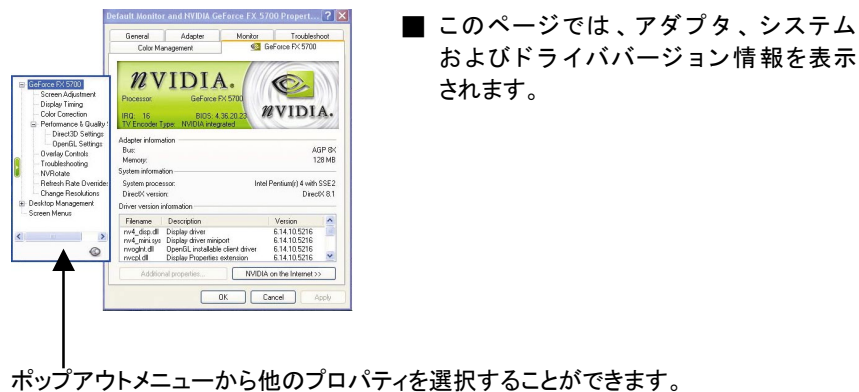 Default Monitor and NVIDIA GeForce FX 5700 Propert...
General Adapter Monitor Troubleshoot
Color Management GeForce FX 5700
NVIDIA.
Processor: GeForce FX 5700
IRQ: 16 BIOS: 4.36.20.23
TV Encoder Type: NVIDIA integrated
NVIDIA.
Adapter information
Bus: AGP 8X
Memory: 128 MB
System information
System processor: Intel Pentium(r) 4 with SSE2
DirectX version: DirectX 8.1
Driver version information
Filename Description Version
nv4_disp.dll Display driver 6.14.10.5216
nv4_mini.sys Display driver miniport 6.14.10.5216
nvoglnt.dll OpenGL installable client driver 6.14.10.5216
nvcpl.dll Display Properties extension 6.14.10.5216
Additional properties... NVIDIA on the Internet >>
OK Cancel Apply
GeForce FX 5700
Screen Adjustment
Display Timing
Color Correction
Performance & Quality
Direct3D Settings
OpenGL Settings
Overlay Controls
Troubleshooting
NVRotate
Refresh Rate Overrides
Change Resolutions
Desktop Management
Screen Menus
■ このページでは、アダプタ、システム
およびドライババージョン情報を表示
されます。
ポップアウトメニューから他のプロパティを選択することができます。